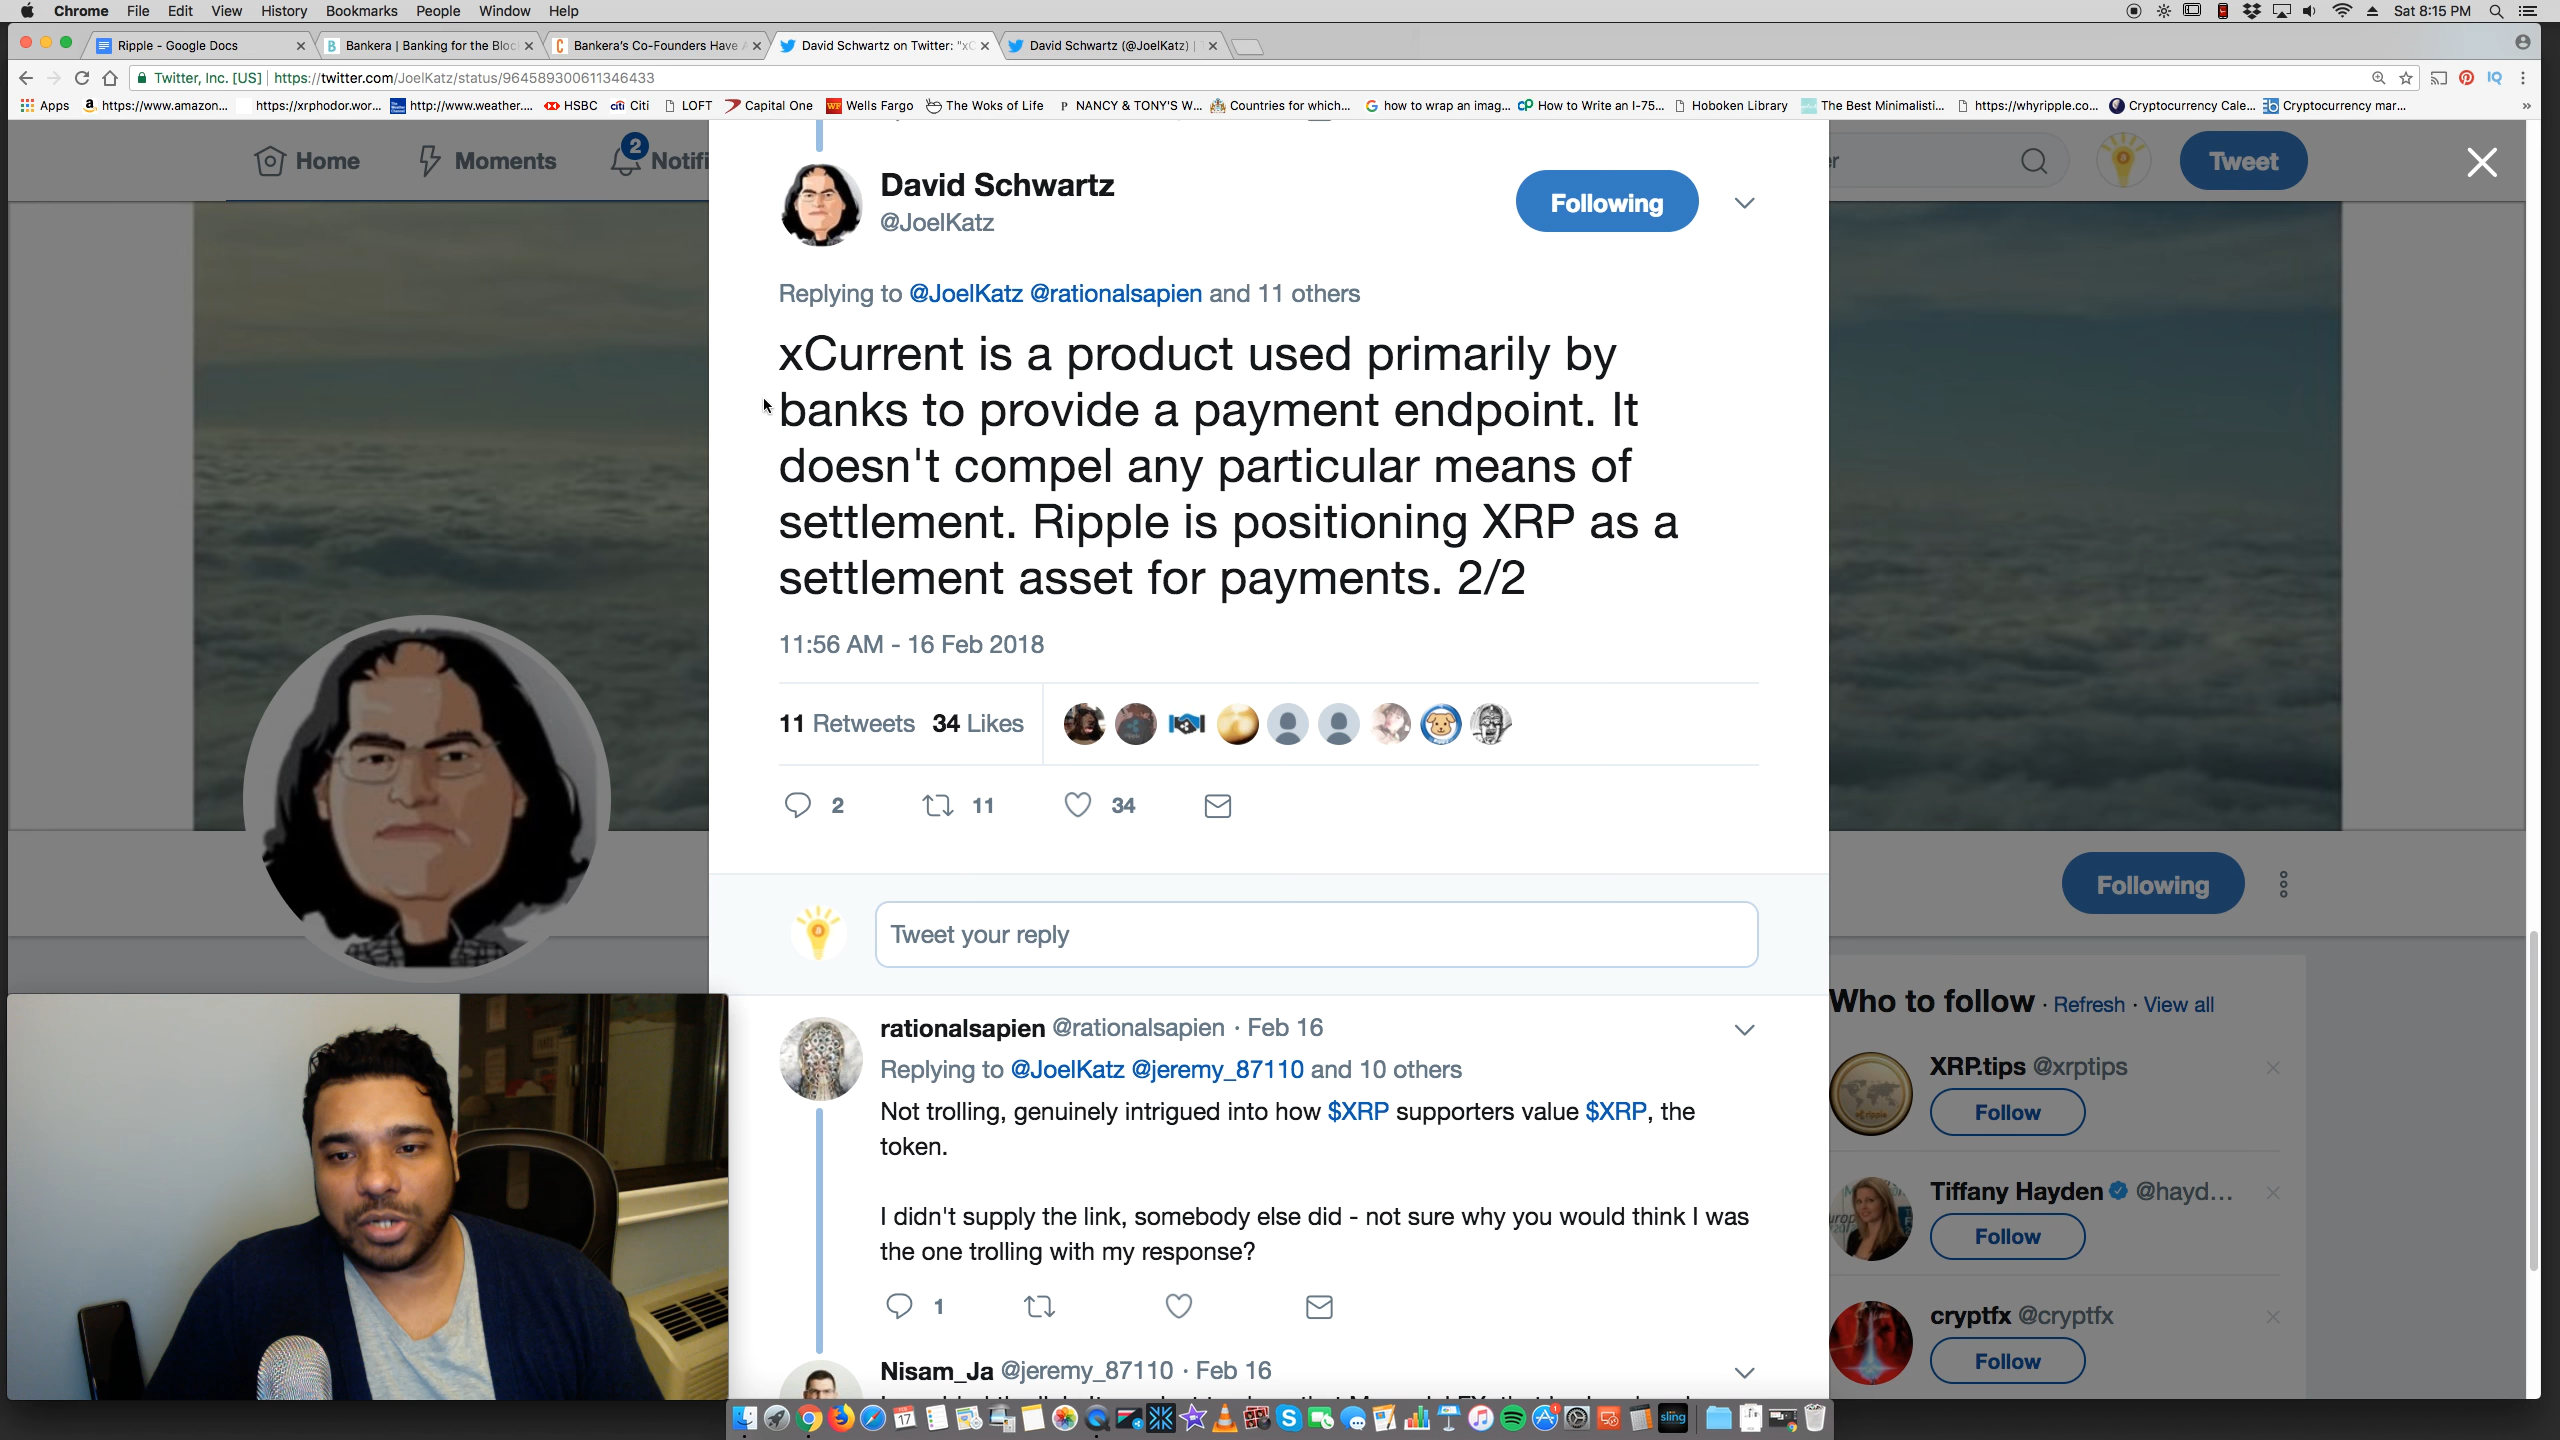 Chrome File Edit View History Bookmarks People Window Help
Sat 8:15 PM
Ripple - Google Docs
Bankera | Banking for the Bloc
Bankera's Co-Founders Have
David Schwartz on Twitter: "xC
David Schwartz (@JoelKatz) |
Twitter, Inc. [US] | https://twitter.com/JoelKatz/status/964589300611346433
Apps https://www.amazon... https://xrphodor.wor... http://www.weather.... HSBC citi Citi LOFT Capital One Wells Fargo The Woks of Life NANCY & TONY'S W... Countries for which... how to wrap an imag... How to Write an I-75... Hoboken Library The Best Minimalisti... https://whyripple.co... Cryptocurrency Cale... Cryptocurrency mar... »
Home Moments 2 Notifi
er
Tweet
David Schwartz
@JoelKatz
Following
Replying to @JoelKatz @rationalsapien and 11 others
xCurrent is a product used primarily by
banks to provide a payment endpoint. It
doesn't compel any particular means of
settlement. Ripple is positioning XRP as a
settlement asset for payments. 2/2
11:56 AM - 16 Feb 2018
11 Retweets 34 Likes
2 11 34
Following
Tweet your reply
Who to follow · Refresh · View all
XRP.tips @xrptips
Follow
Tiffany Hayden @hayd...
Follow
cryptfx @cryptfx
Follow
rationalsapien @rationalsapien · Feb 16
Replying to @JoelKatz @jeremy_87110 and 10 others
Not trolling, genuinely intrigued into how $XRP supporters value $XRP, the
token.
I didn't supply the link, somebody else did - not sure why you would think I was
the one trolling with my response?
1
Nisam_Ja @jeremy_87110 · Feb 16
17
sling